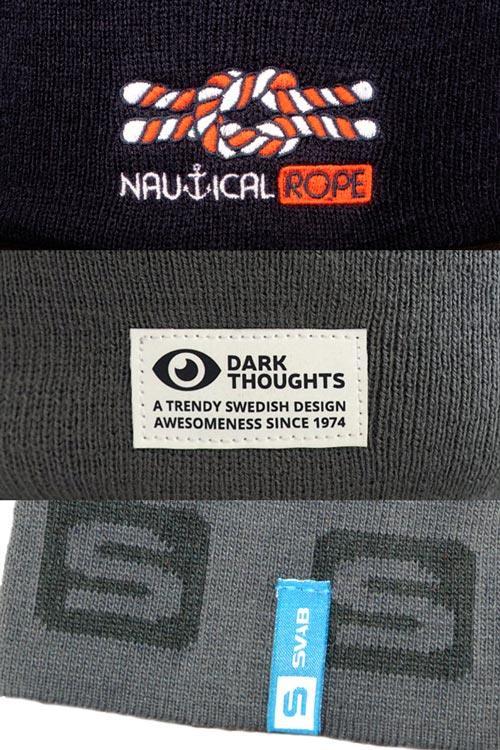 NAUTICAL ROPE
DARK
THOUGHTS
A TRENDY SWEDISH DESIGN
AWESOMENESS SINCE 1974
S S
S SVAB